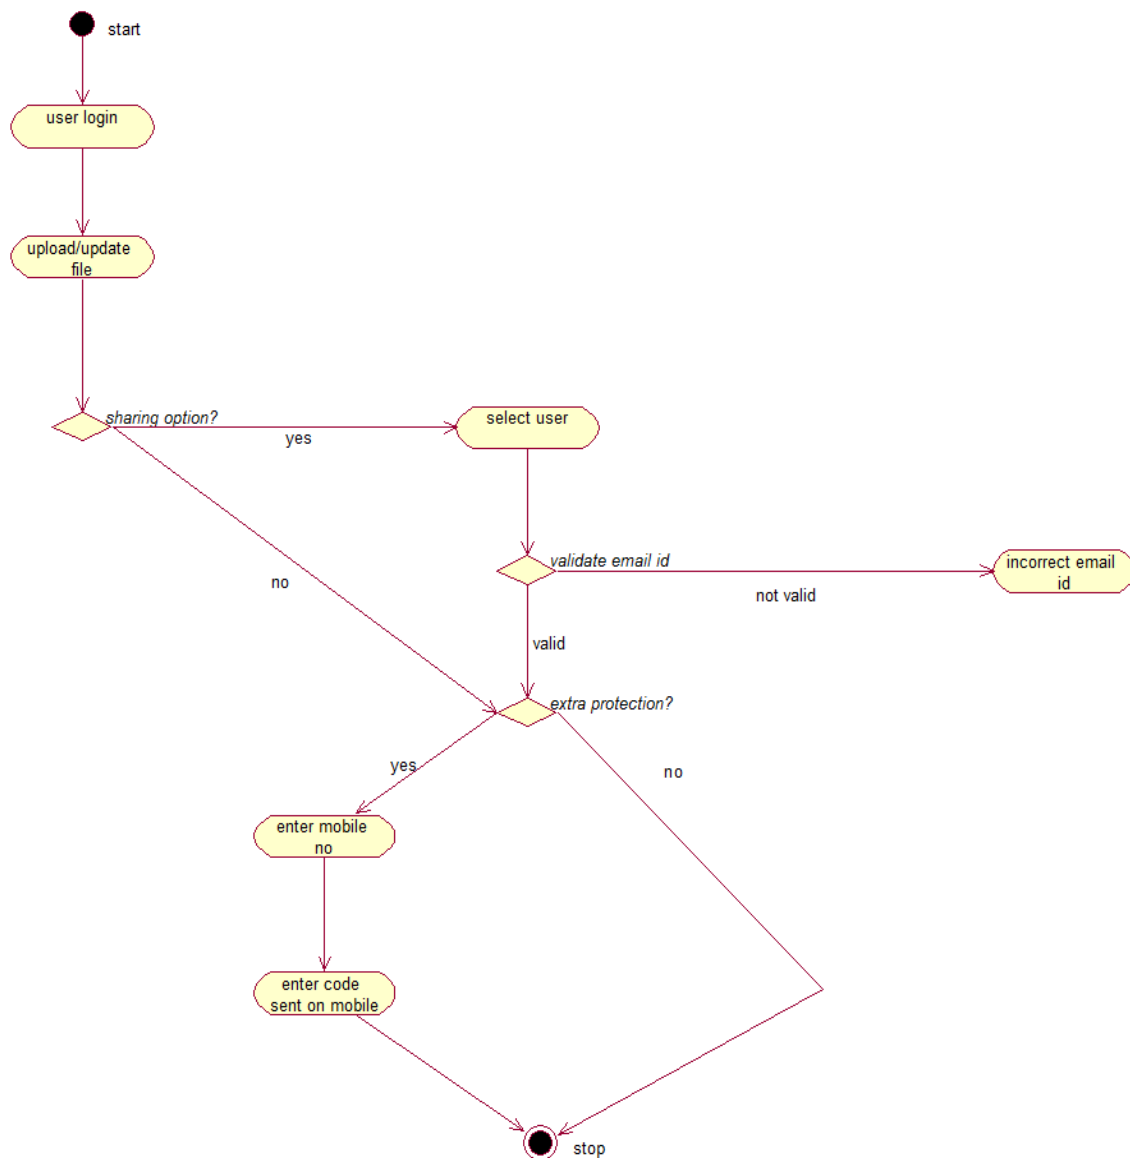 start
user login
upload/update
file
sharing option?
yes
select user
no
validate email id
not valid
incorrect email
id
valid
extra protection?
yes
no
enter mobile
no
enter code
sent on mobile
stop